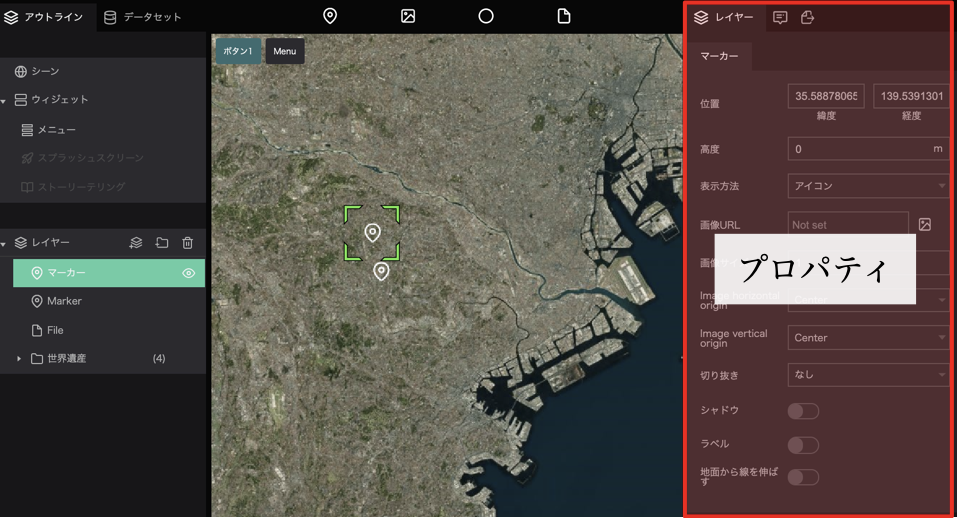 アウトライン
データセット
シーン
ウィジェット
メニュー
スプラッシュスクリーン
ストーリーテリング
レイヤー
マーカー
Marker
File
世界遺産 (4)
ボタン1 Menu
レイヤー
マーカー
位置 35.58878065 139.5391301
緯度 経度
高度 0 m
表示方法 アイコン
画像URL Not set
プロパティ
origin
Image vertical
origin
Center
切り抜き なし
シャドウ
ラベル
地面から線を伸ば
す